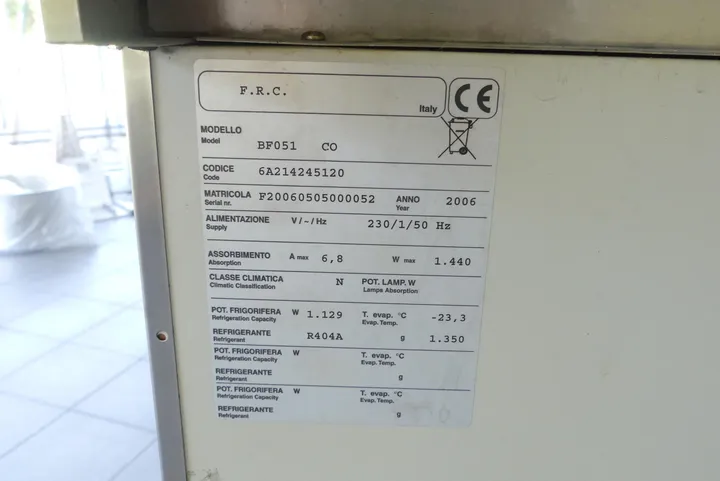 F.R.C.
Italy
CE
MODELLO
Model
BF051 CO
CODICE
Code
6A214245120
MATRICOLA F20060505000052 ANNO 2006
Serial nr. Year
ALIMENTAZIONE V/~/Hz 230/1/50 Hz
Supply
ASSORBIMENTO A max 6,8 W max 1.440
Absorption
CLASSE CLIMATICA N POT. LAMP. W
Climatic Classification Lamps Absorption
POT. FRIGORIFERA W 1.129 T. evap. °C -23,3
Refrigeration Capacity Evap. Temp.
REFRIGERANTE R404A g 1.350
Refrigerant
POT. FRIGORIFERA W T. evap. °C
Refrigeration Capacity Evap. Temp.
REFRIGERANTE g
Refrigerant
POT. FRIGORIFERA W T. evap. °C
Refrigeration Capacity Evap. Temp.
REFRIGERANTE g
Refrigerant